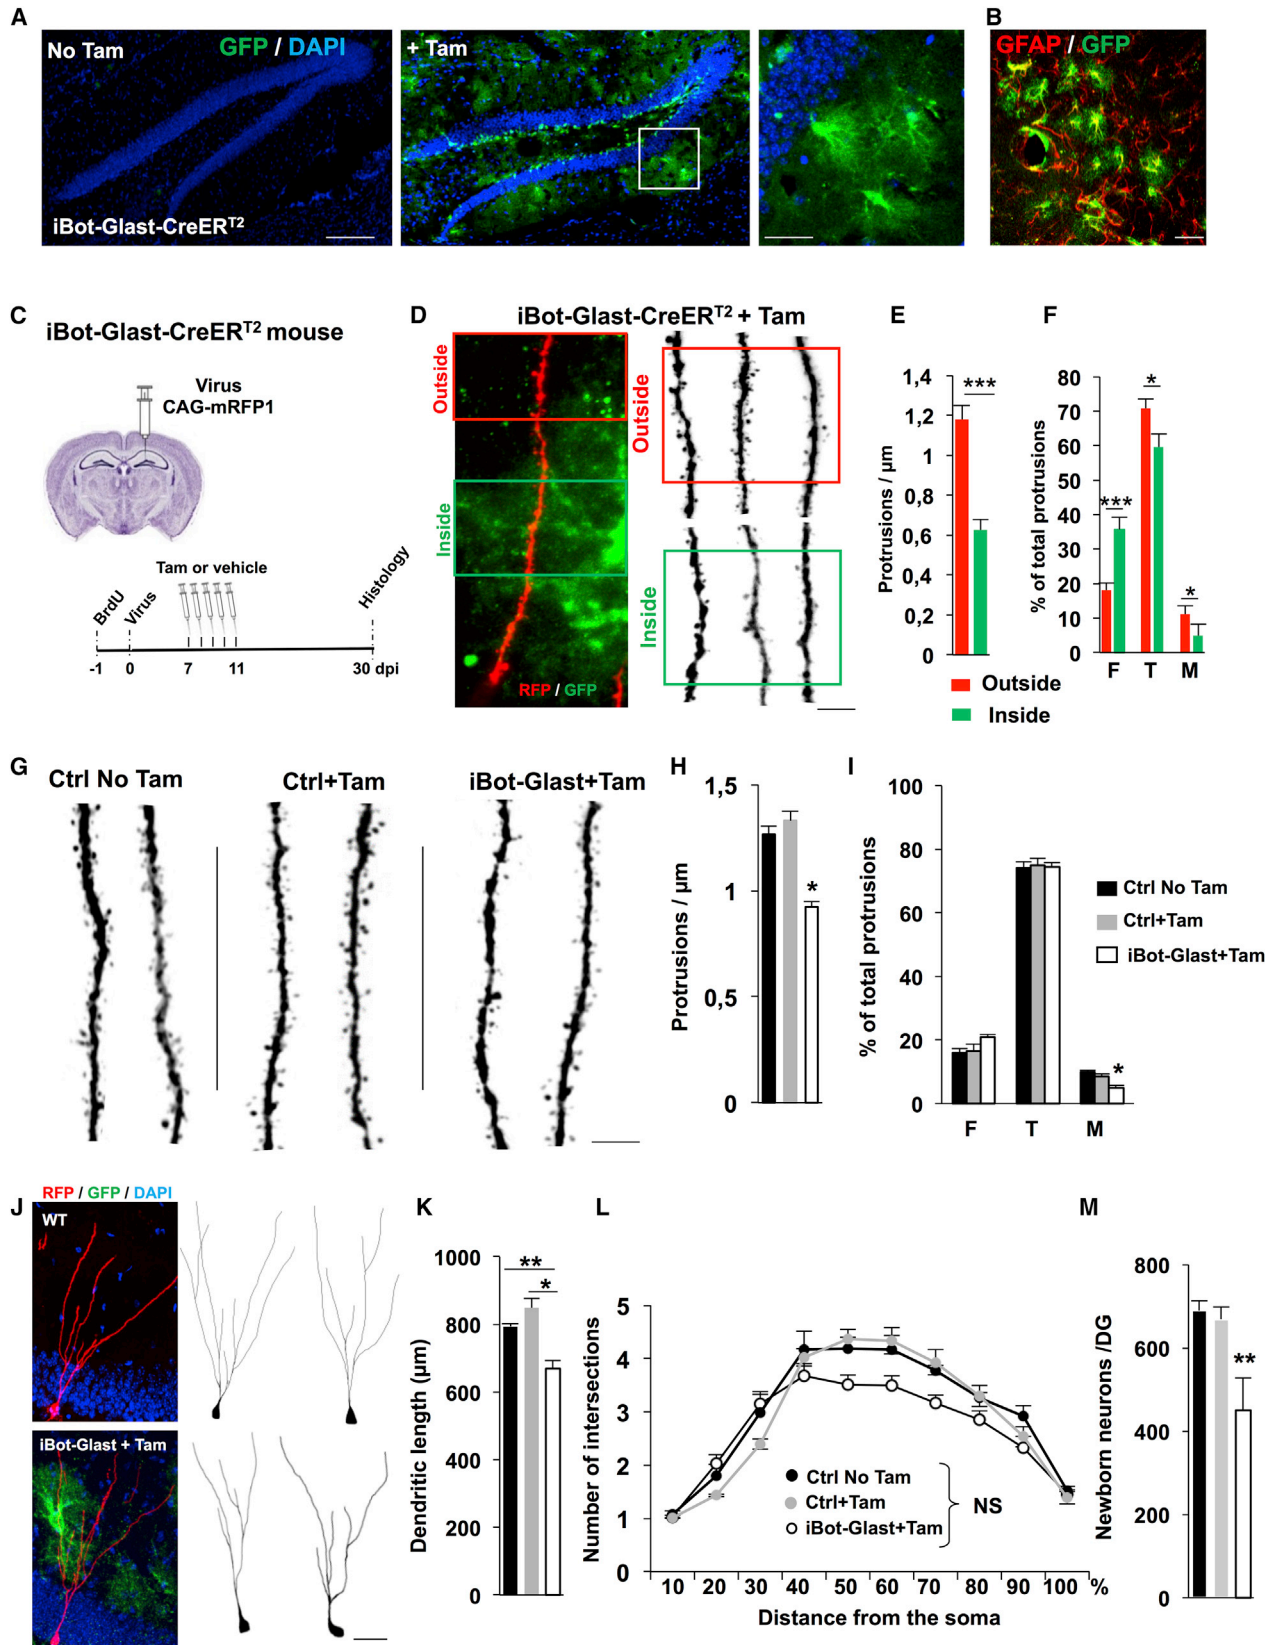 A
No Tam
GFP / DAPI
+ Tam
iBot-Glast-CreER^T2
B
GFAP / GFP
C
iBot-Glast-CreER^T2 mouse
Virus
CAG-mRFP1
Tam or vehicle
BrdU
Virus
Histology
-1 0 7 11 30 dpi
D
iBot-Glast-CreER^T2 + Tam
Outside
Inside
RFP / GFP
Outside
Inside
E
Protrusions / µm
1,4
1,2
1
0,8
0,6
0,4
0,2
0
***
Outside
Inside
F
% of total protrusions
80
70
60
50
40
30
20
10
0
***
*
*
F T M
G
Ctrl No Tam
Ctrl+Tam
iBot-Glast+Tam
H
Protrusions / µm
1,5
1
0,5
0
*
I
% of total protrusions
100
80
60
40
20
0
*
F T M
Ctrl No Tam
Ctrl+Tam
iBot-Glast+Tam
J
RFP / GFP / DAPI
WT
iBot-Glast + Tam
K
Dendritic length (µm)
1000
800
600
400
200
0
**
*
L
Number of intersections
5
4
3
2
1
0
Ctrl No Tam
Ctrl+Tam
iBot-Glast+Tam
NS
10 20 30 40 50 60 70 80 90 100 %
Distance from the soma
M
Newborn neurons /DG
800
600
400
200
0
**